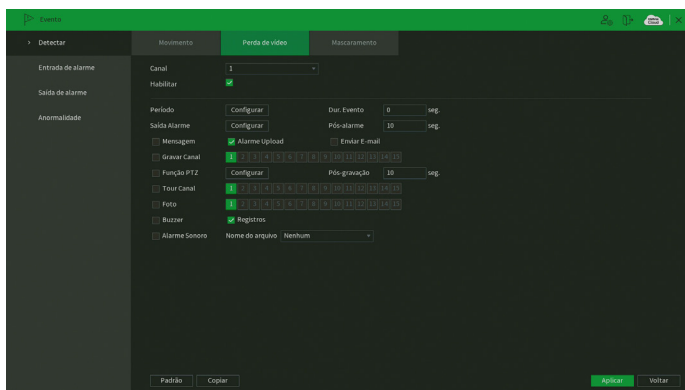 Evento
> Detectar
Movimento Perda de vídeo Mascaramento
Entrada de alarme
Saída de alarme
Anormalidade
Canal 1
Habilitar
Período Configurar Dur. Evento 0 seg.
Saída Alarme Configurar Pós-alarme 10 seg.
Mensagem Alarme Upload Enviar E-mail
Gravar Canal 1 2 3 4 5 6 7 8 9 10 11 12 13 14 15
Função PTZ Configurar Pós-gravação 10 seg.
Tour Canal 1 2 3 4 5 6 7 8 9 10 11 12 13 14 15
Foto 1 2 3 4 5 6 7 8 9 10 11 12 13 14 15
Buzzer Registros
Alarme Sonoro Nome do arquivo Nenhum
Padrão Copiar Aplicar Voltar